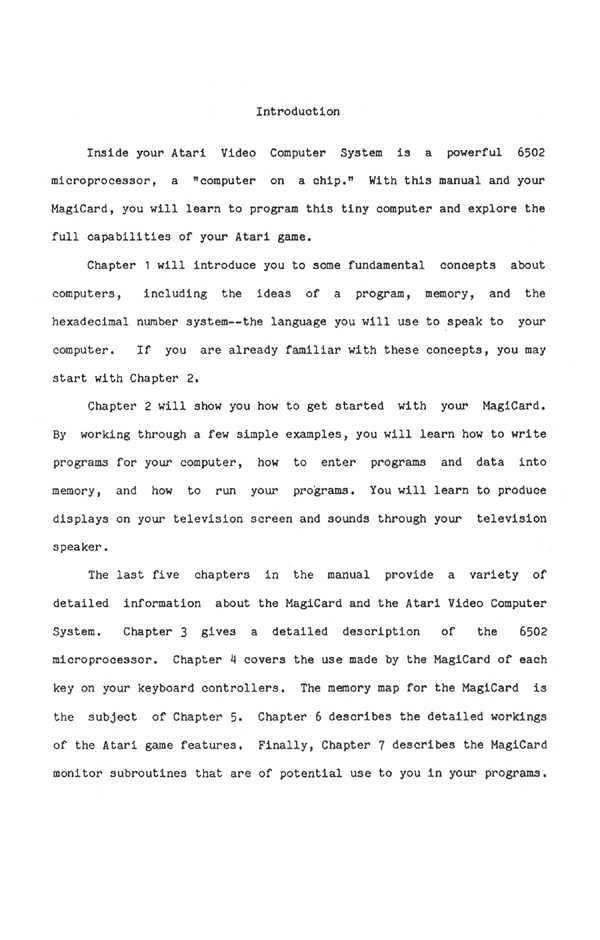 Introduction
Inside your Atari Video Computer System is a powerful 6502
microprocessor, a "computer on a chip." With this manual and your
MagiCard, you will learn to program this tiny computer and explore the
full capabilities of your Atari game.
Chapter 1 will introduce you to some fundamental concepts about
computers, including the ideas of a program, memory, and the
hexadecimal number system--the language you will use to speak to your
computer. If you are already familiar with these concepts, you may
start with Chapter 2.
Chapter 2 will show you how to get started with your MagiCard.
By working through a few simple examples, you will learn how to write
programs for your computer, how to enter programs and data into
memory, and how to run your programs. You will learn to produce
displays on your television screen and sounds through your television
speaker.
The last five chapters in the manual provide a variety of
detailed information about the MagiCard and the Atari Video Computer
System. Chapter 3 gives a detailed description of the 6502
microprocessor. Chapter 4 covers the use made by the MagiCard of each
key on your keyboard controllers. The memory map for the MagiCard is
the subject of Chapter 5. Chapter 6 describes the detailed workings
of the Atari game features. Finally, Chapter 7 describes the MagiCard
monitor subroutines that are of potential use to you in your programs.